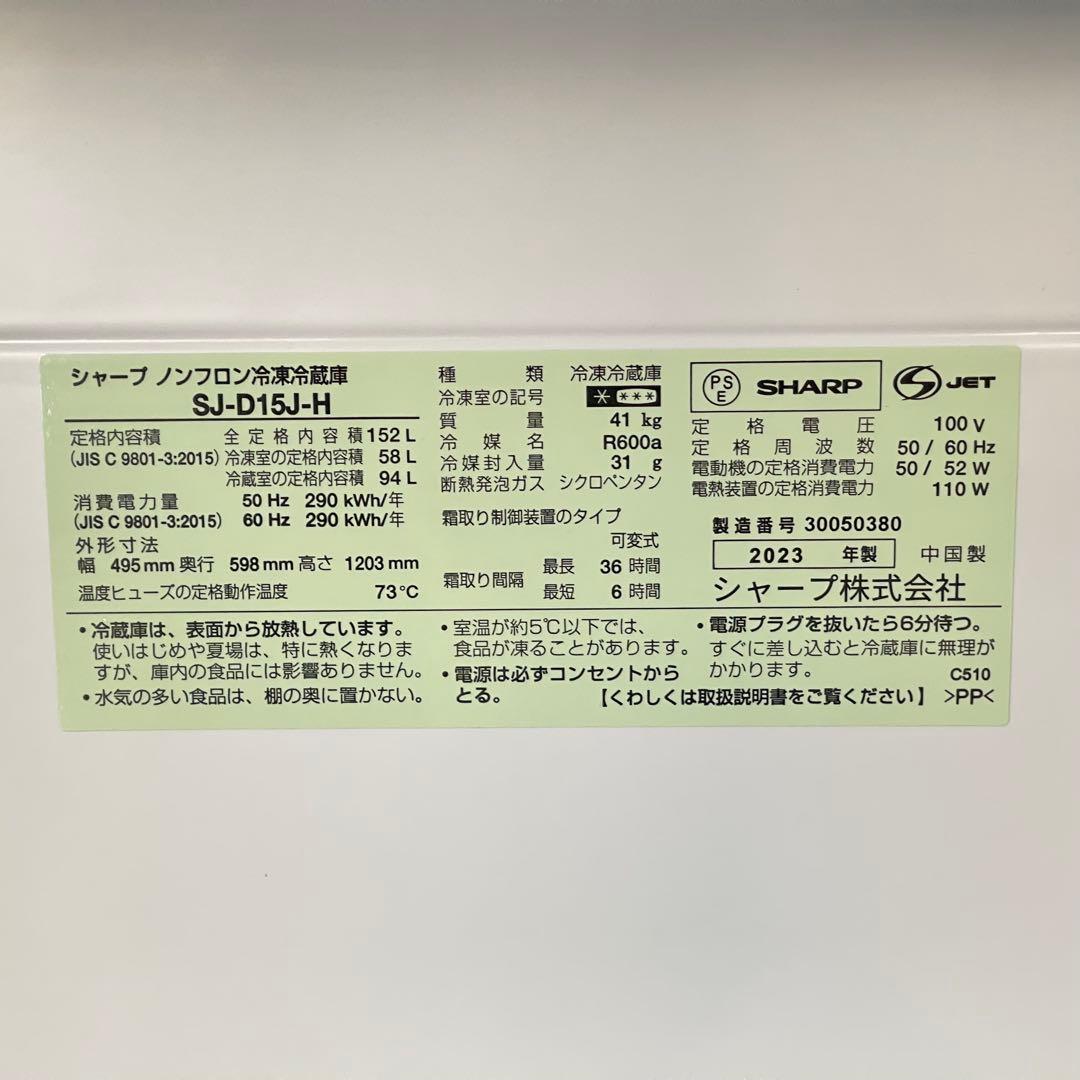 シャープ ノンフロン冷凍冷蔵庫
SJ-D15J-H
定格内容積 全定格内容積 152 L
(JIS C 9801-3:2015) 冷凍室の定格内容積 58 L
冷蔵室の定格内容積 94 L
消費電力量 50 Hz 290 kWh/年
(JIS C 9801-3:2015) 60 Hz 290 kWh/年
外形寸法
幅 495 mm 奥行 598 mm 高さ 1203 mm
温度ヒューズの定格動作温度 73℃
種類 冷凍冷蔵庫
冷凍室の記号 * ***
質量 41 kg
冷媒名 R600a
冷媒封入量 31 g
断熱発泡ガス シクロペンタン
霜取り制御装置のタイプ
可変式
霜取り間隔 最長 36 時間
最短 6 時間
PS E SHARP JET
定格電圧 100 V
定格周波数 50 / 60 Hz
電動機の定格消費電力 50 / 52 W
電熱装置の定格消費電力 110 W
製造番号 30050380
2023 年製 中国製
シャープ株式会社
・冷蔵庫は、表面から放熱しています。
使いはじめや夏場は、特に熱くなりま
すが、庫内の食品には影響ありません。
・水気の多い食品は、棚の奥に置かない。
・室温が約5℃以下では、
食品が凍ることがあります。
・電源は必ずコンセントから
とる。
・電源プラグを抜いたら6分待つ。
すぐに差し込むと冷蔵庫に無理が
かかります。 C510
【くわしくは取扱説明書をご覧ください】 >PP<